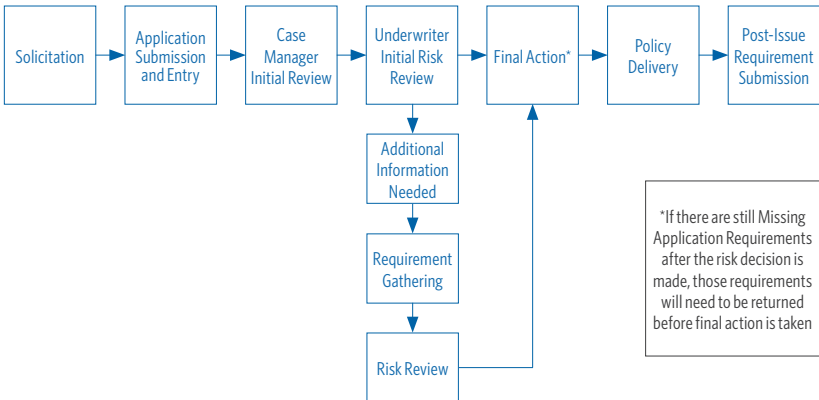 Solicitation
Application
Submission
and Entry
Case
Manager
Initial Review
Underwriter
Initial Risk
Review
Final Action*
Policy
Delivery
Post-Issue
Requirement
Submission
Additional
Information
Needed
Requirement
Gathering
Risk Review
*If there are still Missing
Application Requirements
after the risk decision is
made, those requirements
will need to be returned
before final action is taken